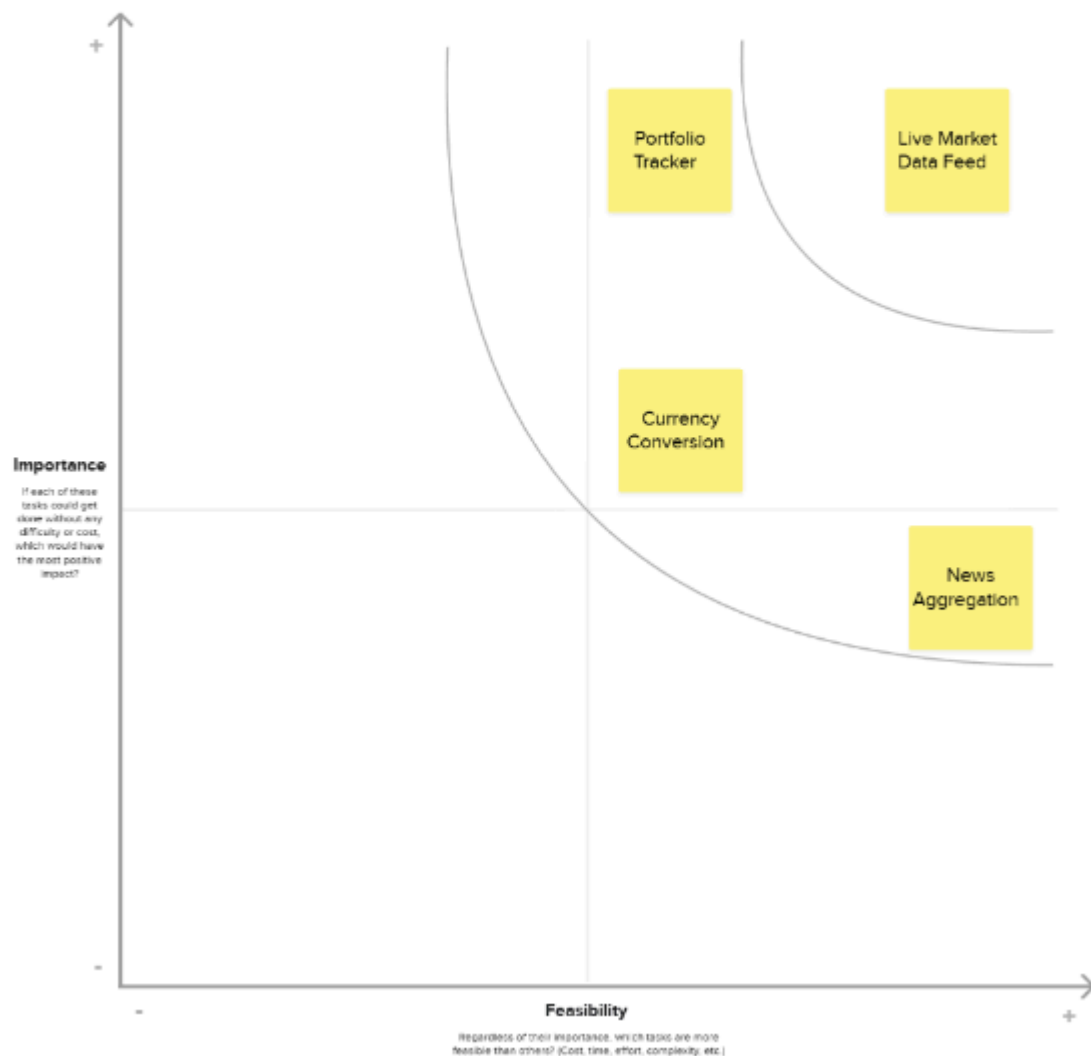 +
Portfolio
Tracker
Live Market
Data Feed
Currency
Conversion
Importance
If each of these
tasks could get
done without any
difficulty or cost,
which would have
the most positive
impact?
News
Aggregation
-
-
Feasibility
+
Regardless of their importance, which tasks are more
feasible than others? (Cost, time, effort, complexity, etc.)